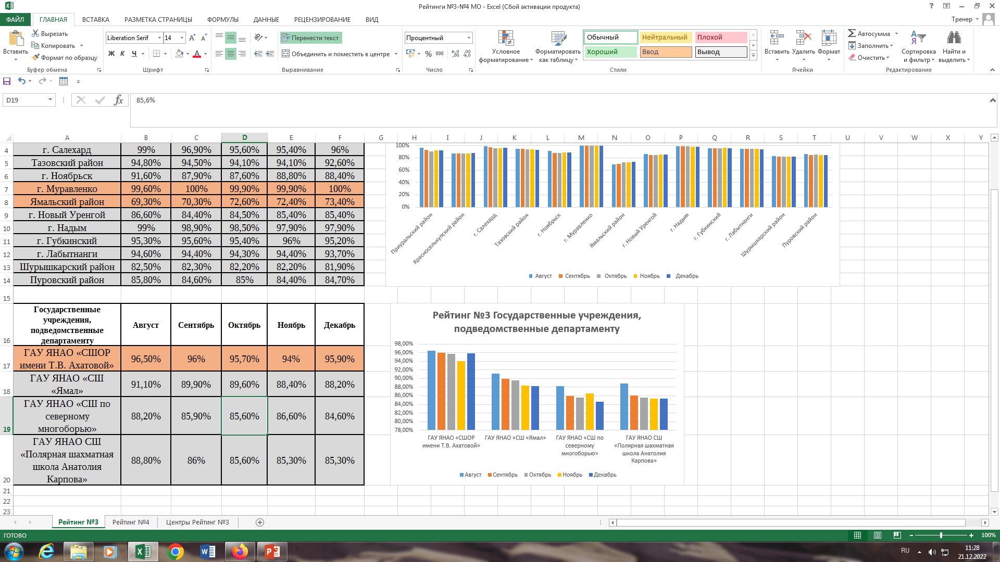 Рейтинги №3-№4 МО - Excel (Сбой активации продукта)
?
ФАЙЛ ГЛАВНАЯ ВСТАВКА РАЗМЕТКА СТРАНИЦЫ ФОРМУЛЫ ДАННЫЕ РЕЦЕНЗИРОВАНИЕ ВИД Тренер
Вставить
Вырезать
Копировать
Формат по образцу
Буфер обмена
Liberation Serif 14
Ж К Ч
Шрифт
Перенести текст
Объединить и поместить в центре
Выравнивание
Процентный
% 000
Число
Условное форматирование
Форматировать как таблицу
Обычный Нейтральный Плохой
Хороший Ввод Вывод
Стили
Вставить Удалить Формат
Ячейки
Автосумма
Заполнить
Очистить
Сортировка и фильтр
Найти и выделить
Редактирование
D19 fx 85,6%
A B C D E F G H I J K L M N O P Q R S T U V W X Y
4 г. Салехард 99% 96,90% 95,60% 95,40% 96%
5 Тазовский район 94,80% 94,50% 94,10% 94,10% 92,60%
6 г. Ноябрьск 91,60% 87,90% 87,60% 88,80% 88,40%
7 г. Муравленко 99,60% 100% 99,90% 99,90% 100%
8 Ямальский район 69,30% 70,30% 72,60% 72,40% 73,40%
9 г. Новый Уренгой 86,60% 84,40% 84,50% 85,40% 85,40%
10 г. Надым 99% 98,90% 98,50% 97,90% 97,90%
11 г. Губкинский 95,30% 95,60% 95,40% 96% 95,20%
12 г. Лабытнанги 94,60% 94,40% 94,30% 94,40% 93,70%
13 Шурышкарский район 82,50% 82,30% 82,20% 82,20% 81,90%
14 Пуровский район 85,80% 84,60% 85% 84,40% 84,70%
15
16 Государственные учреждения, подведомственные департаменту Август Сентябрь Октябрь Ноябрь Декабрь
17 ГАУ ЯНАО «СШОР имени Т.В. Ахатовой» 96,50% 96% 95,70% 94% 95,90%
18 ГАУ ЯНАО «СШ «Ямал» 91,10% 89,90% 89,60% 88,40% 88,20%
19 ГАУ ЯНАО «СШ по северному многоборью» 88,20% 85,90% 85,60% 86,60% 84,60%
20 ГАУ ЯНАО СШ «Полярная шахматная школа Анатолия Карпова» 88,80% 86% 85,60% 85,30% 85,30%
21
22
23
100%
80%
60%
40%
20%
0%
Приуральский район
Красноселькупский район
г. Салехард
Тазовский район
г. Ноябрьск
г. Муравленко
Ямальский район
г. Новый Уренгой
г. Надым
г. Губкинский
г. Лабытнанги
Шурышкарский район
Пуровский район
Август Сентябрь Октябрь Ноябрь Декабрь
Рейтинг №3 Государственные учреждения,
подведомственные департаменту
98,00%
96,00%
94,00%
92,00%
90,00%
88,00%
86,00%
84,00%
82,00%
80,00%
78,00%
ГАУ ЯНАО «СШОР имени Т.В. Ахатовой»
ГАУ ЯНАО «СШ «Ямал»
ГАУ ЯНАО «СШ по северному многоборью»
ГАУ ЯНАО СШ «Полярная шахматная школа Анатолия Карпова»
Август Сентябрь Октябрь Ноябрь Декабрь
Рейтинг №3 Рейтинг №4 Центры Рейтинг №3
ГОТОВО 100%
RU 11:28
21.12.2022